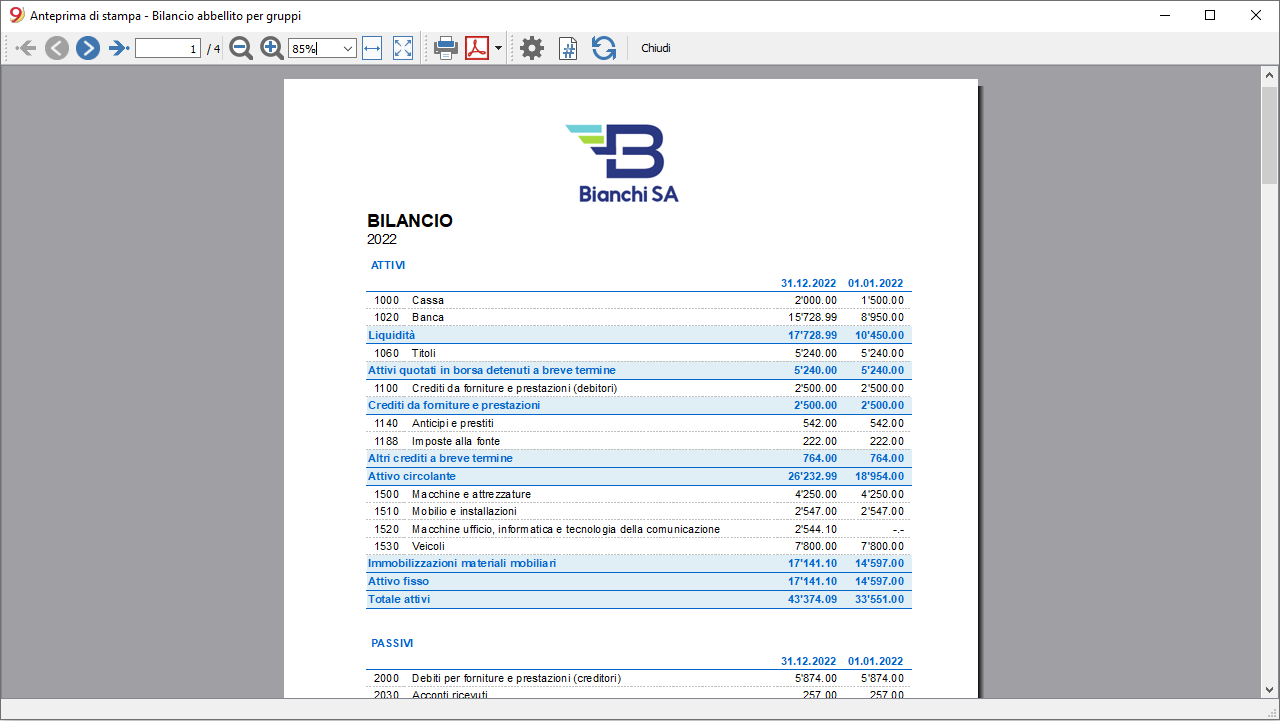 Anteprima di stampa - Bilancio abbellito per gruppi
1 / 4 85% Chiudi
Bianchi SA
BILANCIO
2022
ATTIVI
31.12.2022 01.01.2022
1000 Cassa 2'000.00 1'500.00
1020 Banca 15'728.99 8'950.00
Liquidità 17'728.99 10'450.00
1060 Titoli 5'240.00 5'240.00
Attivi quotati in borsa detenuti a breve termine 5'240.00 5'240.00
1100 Crediti da forniture e prestazioni (debitori) 2'500.00 2'500.00
Crediti da forniture e prestazioni 2'500.00 2'500.00
1140 Anticipi e prestiti 542.00 542.00
1188 Imposte alla fonte 222.00 222.00
Altri crediti a breve termine 764.00 764.00
Attivo circolante 26'232.99 18'954.00
1500 Macchine e attrezzature 4'250.00 4'250.00
1510 Mobilio e installazioni 2'547.00 2'547.00
1520 Macchine ufficio, informatica e tecnologia della comunicazione 2'544.10 -.-
1530 Veicoli 7'800.00 7'800.00
Immobilizzazioni materiali mobiliari 17'141.10 14'597.00
Attivo fisso 17'141.10 14'597.00
Totale attivi 43'374.09 33'551.00
PASSIVI
31.12.2022 01.01.2022
2000 Debiti per forniture e prestazioni (creditori) 5'874.00 5'874.00
2030 Acconti ricevuti 257.00 257.00